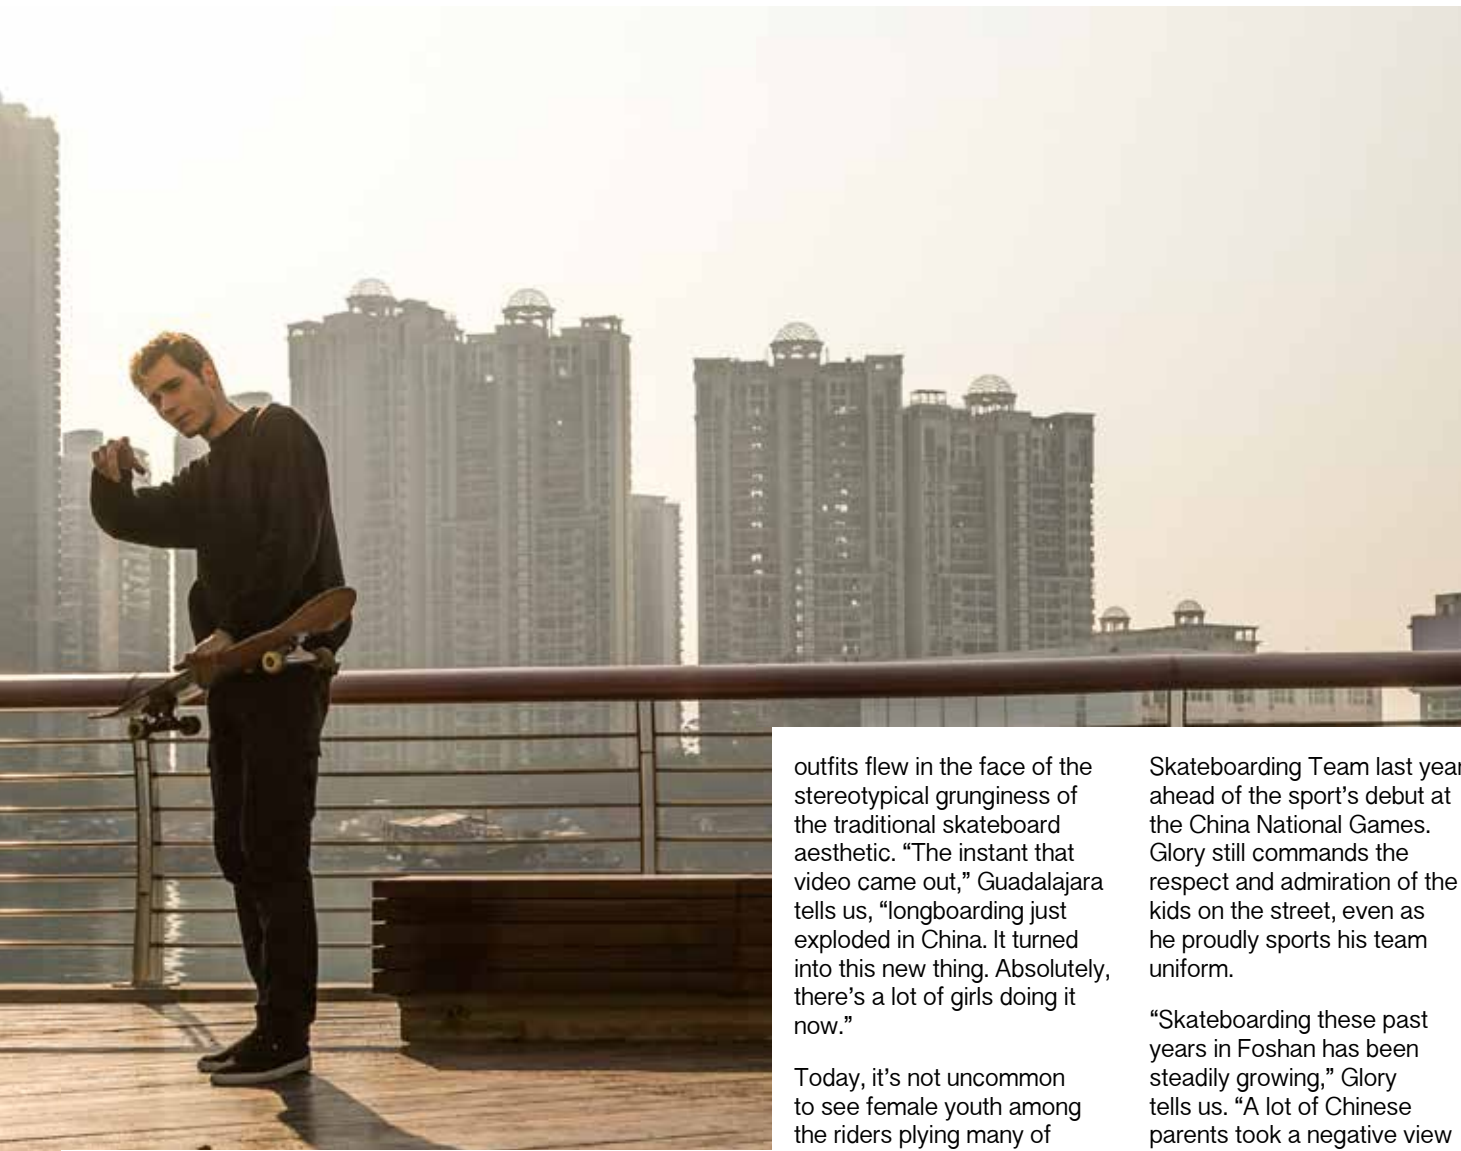 outfits flew in the face of the
stereotypical grunginess of
the traditional skateboard
aesthetic. “The instant that
video came out,” Guadalajara
tells us, “longboarding just
exploded in China. It turned
into this new thing. Absolutely,
there’s a lot of girls doing it
now.”
Today, it’s not uncommon
to see female youth among
the riders plying many of
Skateboarding Team last year
ahead of the sport’s debut at
the China National Games.
Glory still commands the
respect and admiration of the
kids on the street, even as
he proudly sports his team
uniform.
“Skateboarding these past
years in Foshan has been
steadily growing,” Glory
tells us. “A lot of Chinese
parents took a negative view